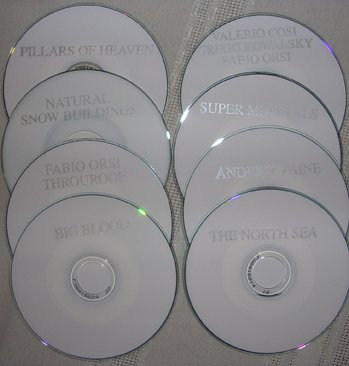 PILLARS OF HEAVEN
NATURAL
SNOW BUILDINGS
FABIO ORSI
THROUROOF
BIG BLOOD
VALERIO COSI
GREGG KOWALSKY
FABIO ORSI
SUPER MINERALS
ANDREW PAINE
THE NORTH SEA